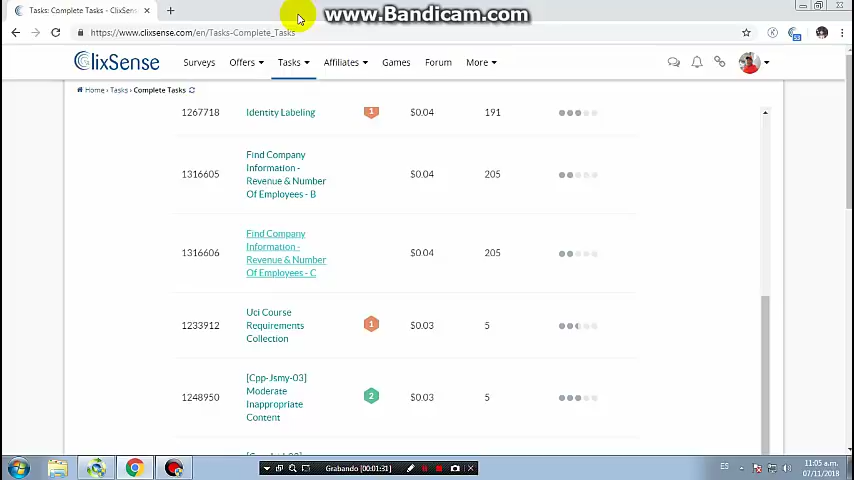 www.Bandicam.com
Tasks: Complete Tasks - ClixSens
https://www.clixsense.com/en/Tasks-Complete_Tasks
53
ClixSense
Surveys
Offers
Tasks
Affiliates
Games
Forum
More
Home › Tasks › Complete Tasks
1267718
Identity Labeling
1
$0.04
191
1316605
Find Company
Information -
Revenue & Number
Of Employees - B
$0.04
205
1316606
Find Company
Information -
Revenue & Number
Of Employees - C
$0.04
205
1233912
Uci Course
Requirements
Collection
1
$0.03
5
1248950
[Cpp-Jsmy-03]
Moderate
Inappropriate
Content
2
$0.03
5
Grabando [00:01:31]
ES
11:05 a.m.
07/11/2018